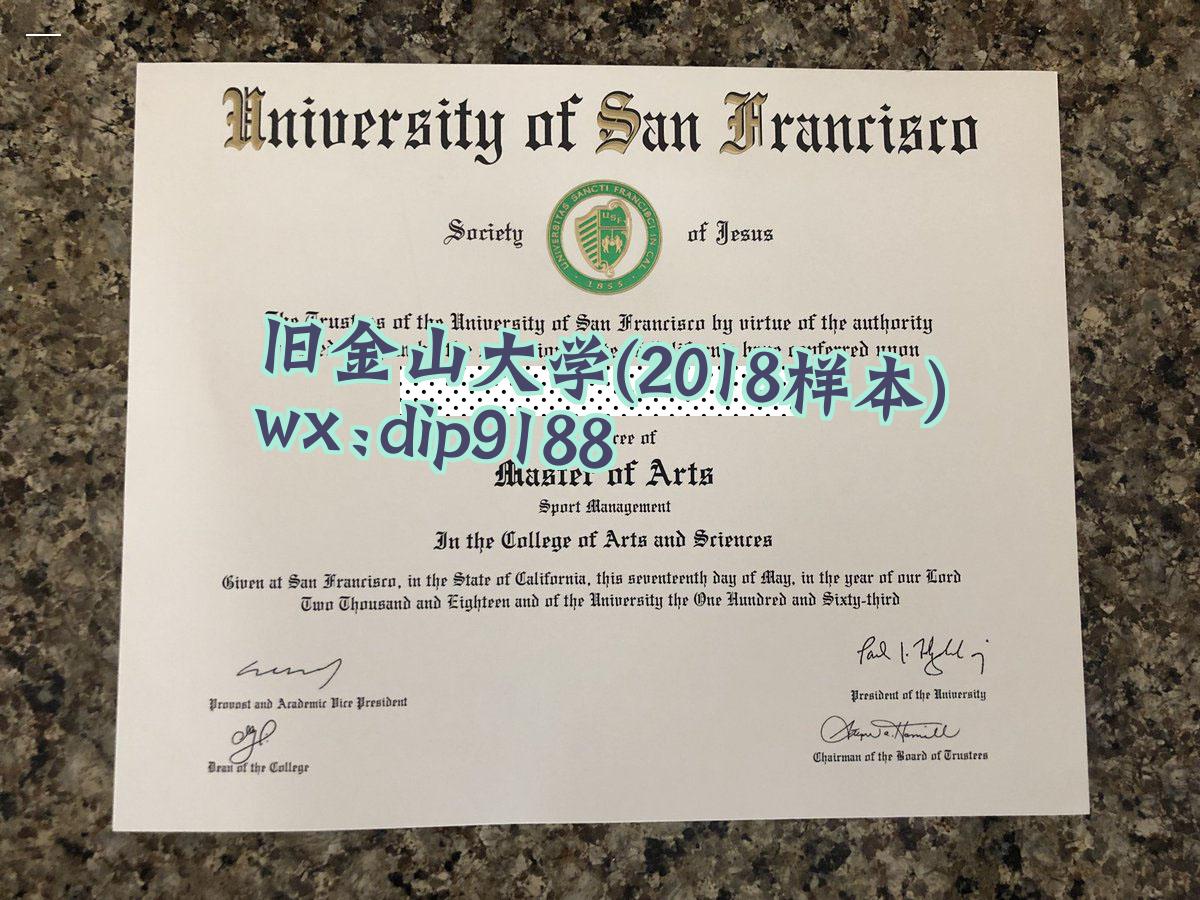 University of San Francisco
Society of Jesus
UNIVERSITAS SANCTI FRANCISCI IN CAL.
USF
1855
The Trustees of the University of San Francisco by virtue of the authority
conferred upon
旧金山大学(2018样本)
wx:dip9188
of
Master of Arts
Sport Management
In the College of Arts and Sciences
Given at San Francisco, in the State of California, this seventeenth day of May, in the year of our Lord
Two Thousand and Eighteen and of the University the One Hundred and Sixty-third
Provost and Academic Vice President
President of the University
Dean of the College
Chairman of the Board of Trustees